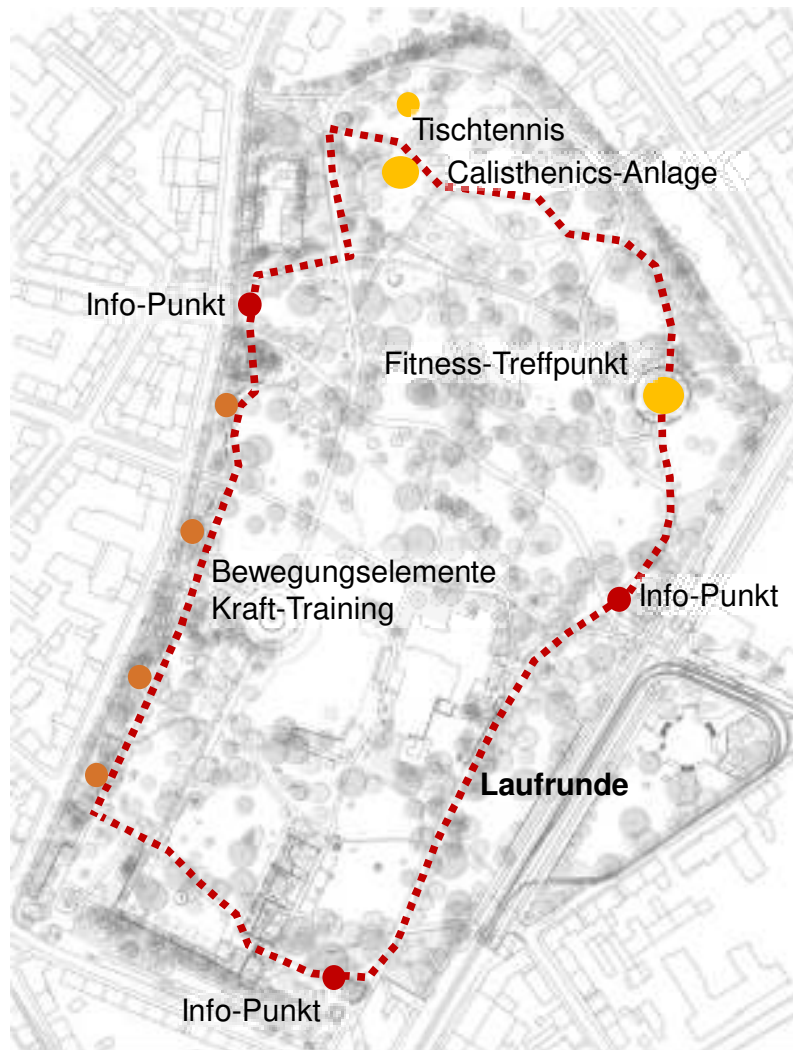 Tischtennis
Calisthenics-Anlage
Info-Punkt
Fitness-Treffpunkt
Bewegungselemente
Kraft-Training
Info-Punkt
Laufrunde
Info-Punkt